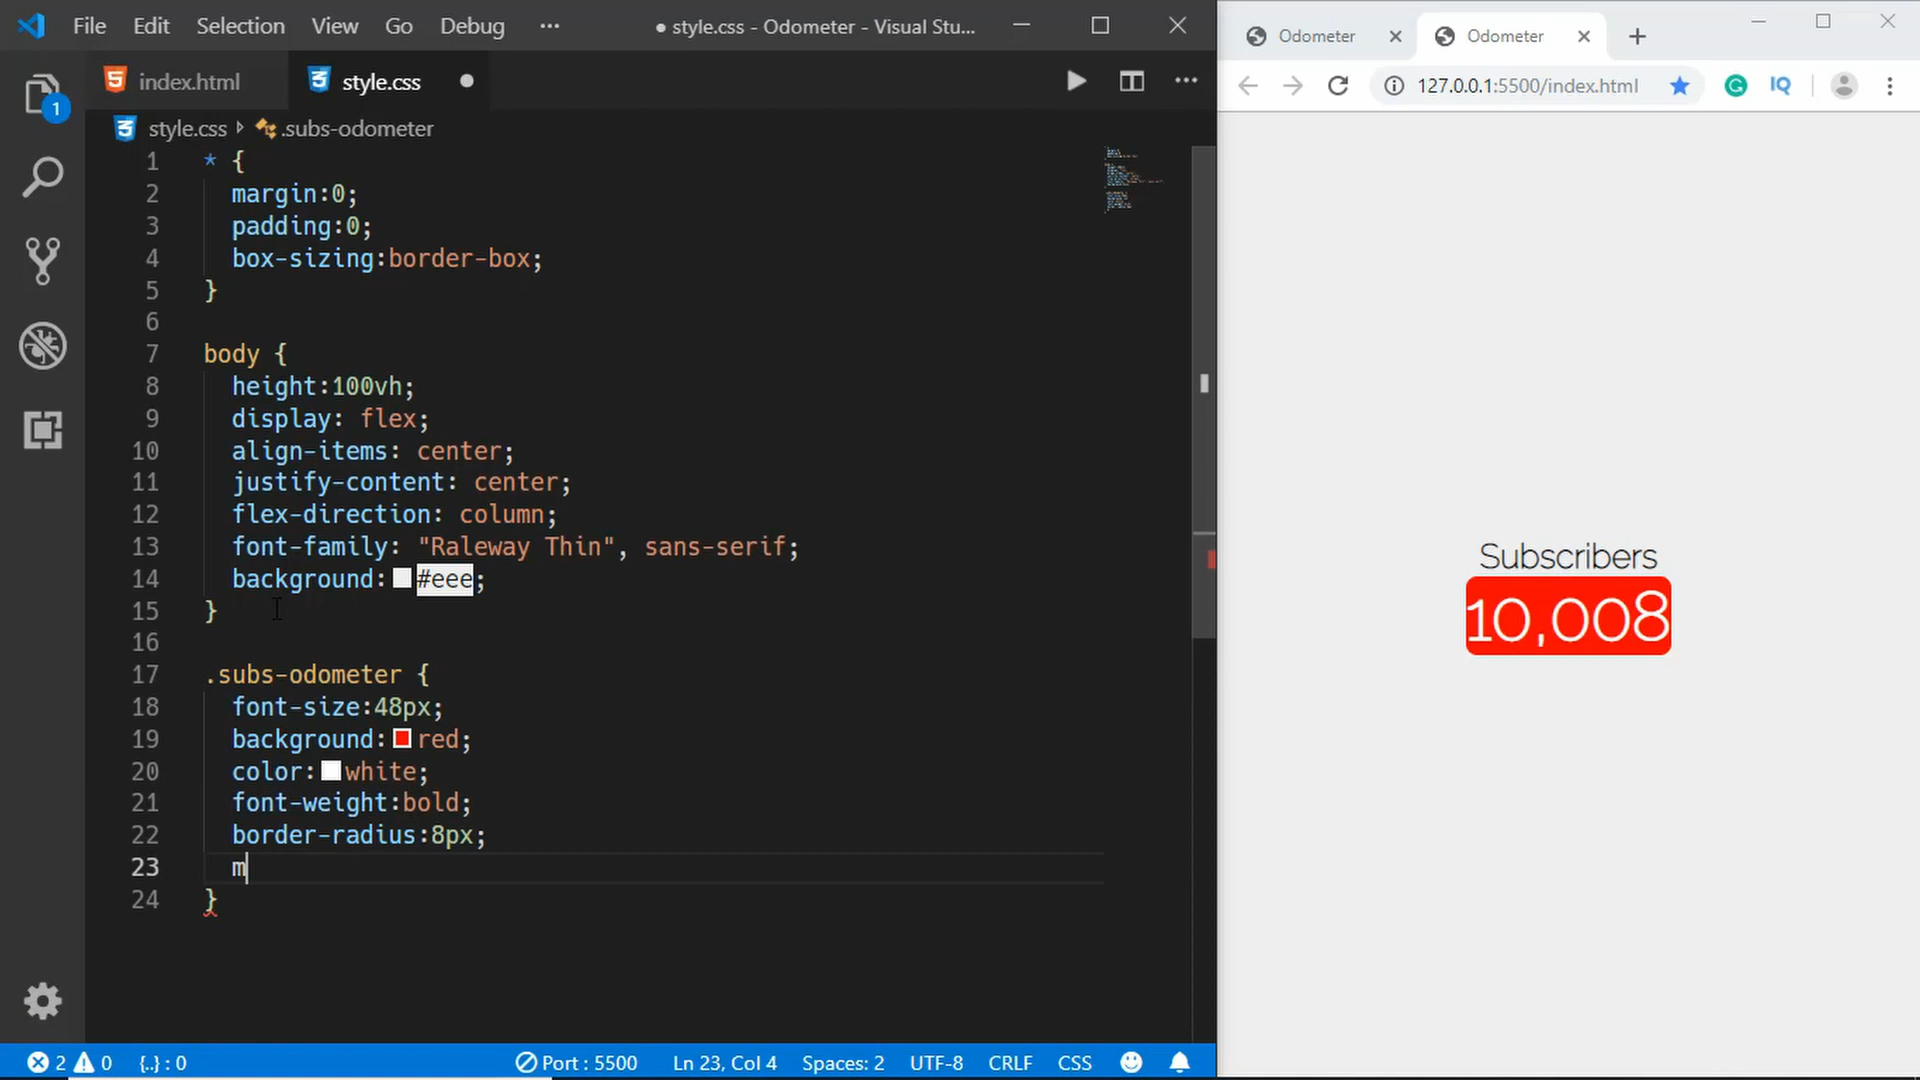 File Edit Selection View Go Debug ···
● style.css - Odometer - Visual Stu...
index.html
style.css ●
1
style.css .subs-odometer
1 * {
2 margin:0;
3 padding:0;
4 box-sizing:border-box;
5 }
6
7 body {
8 height:100vh;
9 display: flex;
10 align-items: center;
11 justify-content: center;
12 flex-direction: column;
13 font-family: "Raleway Thin", sans-serif;
14 background: #eee;
15 }
16
17 .subs-odometer {
18 font-size:48px;
19 background: red;
20 color: white;
21 font-weight:bold;
22 border-radius:8px;
23 m
24 }
2 0 {..} : 0 Port : 5500 Ln 23, Col 4 Spaces: 2 UTF-8 CRLF CSS
Odometer
Odometer
127.0.0.1:5500/index.html
IQ
Subscribers
10,008